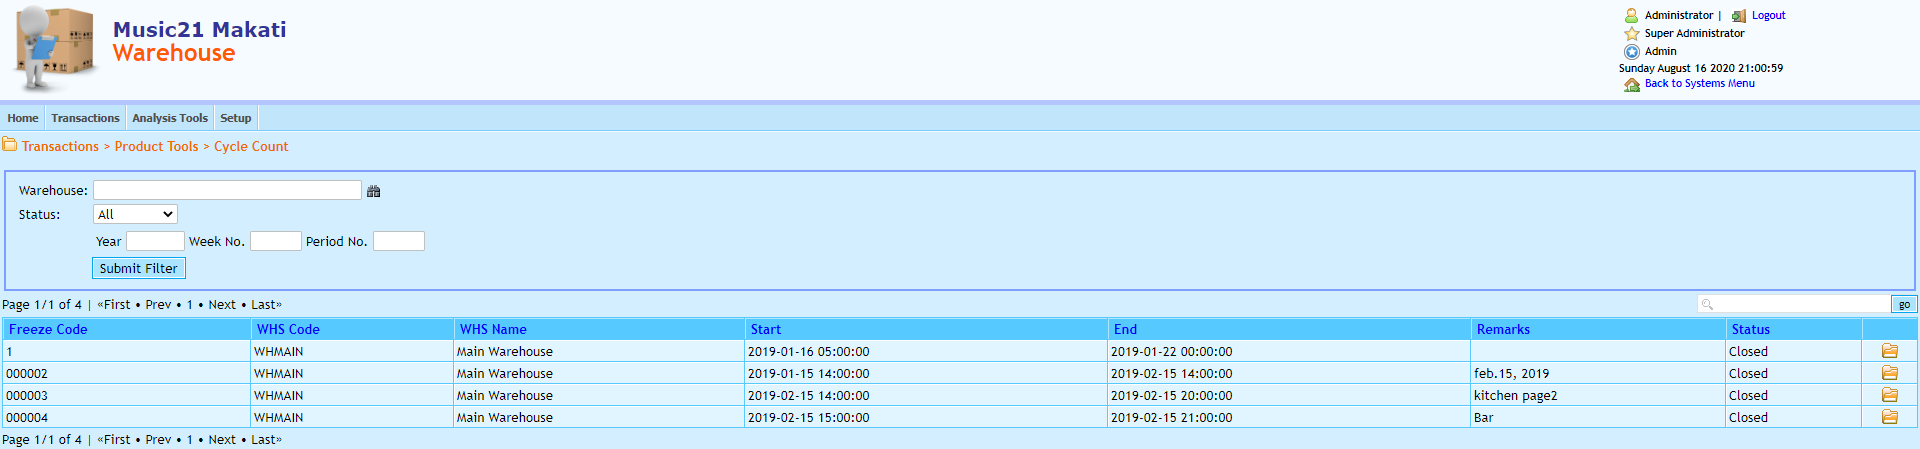 Music21 Makati
Warehouse
Administrator | Logout
Super Administrator
Admin
Sunday August 16 2020 21:00:59
Back to Systems Menu
Home Transactions Analysis Tools Setup
Transactions > Product Tools > Cycle Count
Warehouse:
Status: All
Year Week No. Period No.
Submit Filter
Page 1/1 of 4 | «First • Prev • 1 • Next • Last» go
Freeze Code WHS Code WHS Name Start End Remarks Status
1 WHMAIN Main Warehouse 2019-01-16 05:00:00 2019-01-22 00:00:00 Closed
000002 WHMAIN Main Warehouse 2019-01-15 14:00:00 2019-02-15 14:00:00 feb.15, 2019 Closed
000003 WHMAIN Main Warehouse 2019-02-15 14:00:00 2019-02-15 20:00:00 kitchen page2 Closed
000004 WHMAIN Main Warehouse 2019-02-15 15:00:00 2019-02-15 21:00:00 Bar Closed
Page 1/1 of 4 | «First • Prev • 1 • Next • Last»